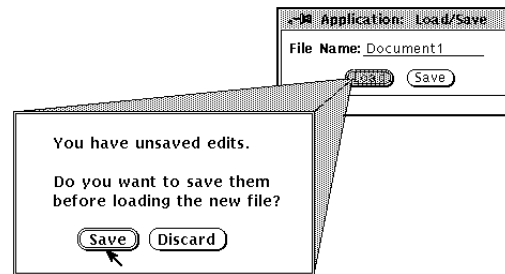 Application: Load/Save
File Name: Document1
Load Save
You have unsaved edits.
Do you want to save them
before loading the new file?
Save Discard